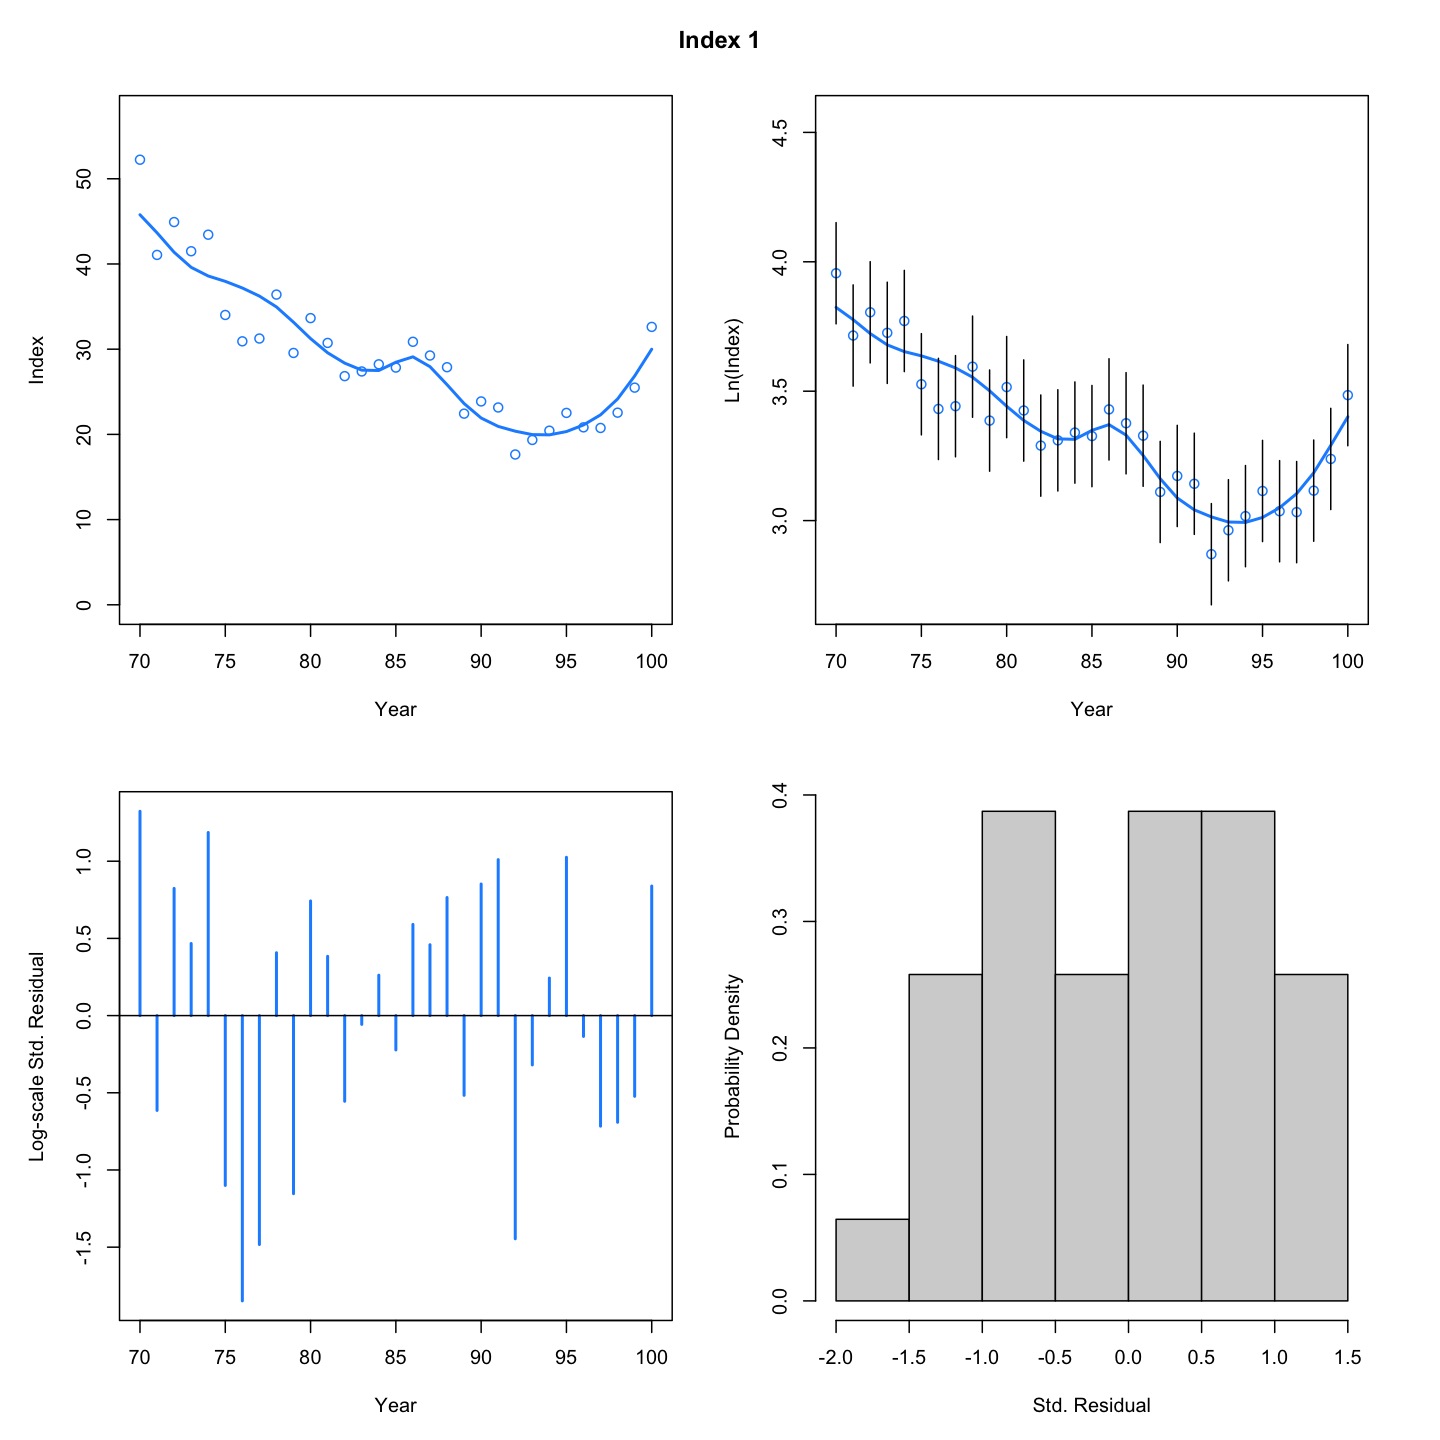 Index 1
Index
50
40
30
20
10
0
70 75 80 85 90 95 100
Year
Ln(Index)
4.5
4.0
3.5
3.0
70 75 80 85 90 95 100
Year
Log-scale Std. Residual
1.0
0.5
0.0
-0.5
-1.0
-1.5
70 75 80 85 90 95 100
Year
Probability Density
0.4
0.3
0.2
0.1
0.0
-2.0 -1.5 -1.0 -0.5 0.0 0.5 1.0 1.5
Std. Residual